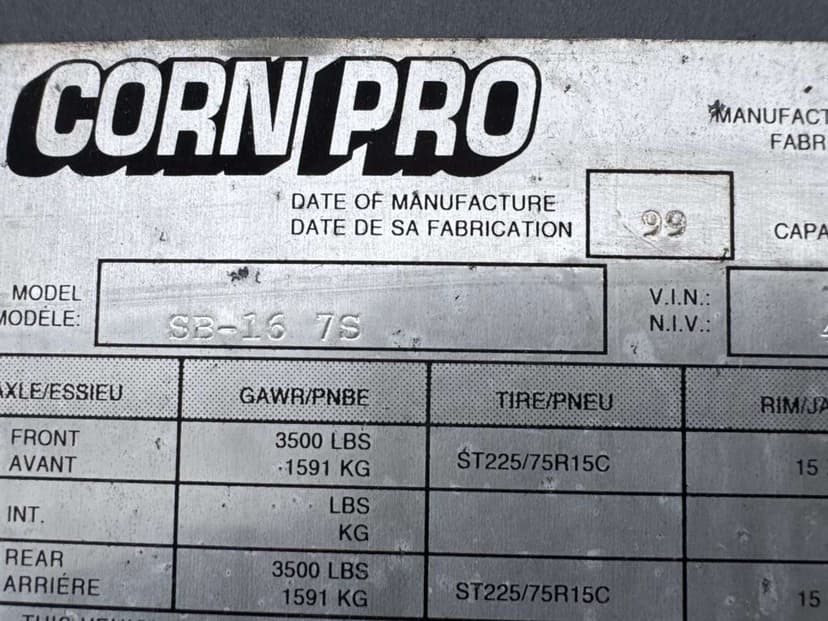 CORN PRO
MANUFACT
FABR
DATE OF MANUFACTURE
DATE DE SA FABRICATION
99
CAPA
MODEL
MODÈLE:
SB-16 7S
V.I.N.:
N.I.V.:
AXLE/ESSIEU
GAWR/PNBE
TIRE/PNEU
RIM/JA
FRONT
AVANT
3500 LBS
1591 KG
ST225/75R15C
15
INT.
LBS
KG
REAR
ARRIÉRE
3500 LBS
1591 KG
ST225/75R15C
15